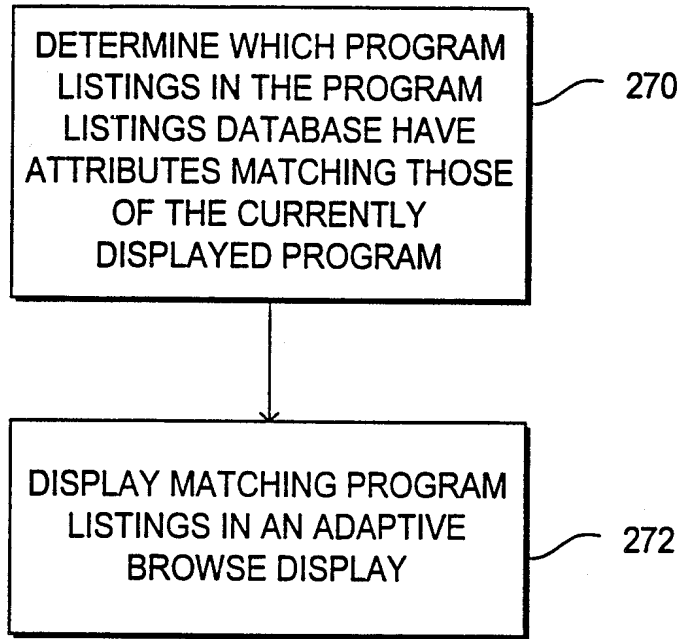 DETERMINE WHICH PROGRAM
LISTINGS IN THE PROGRAM
LISTINGS DATABASE HAVE
ATTRIBUTES MATCHING THOSE
OF THE CURRENTLY
DISPLAYED PROGRAM
270
DISPLAY MATCHING PROGRAM
LISTINGS IN AN ADAPTIVE
BROWSE DISPLAY
272